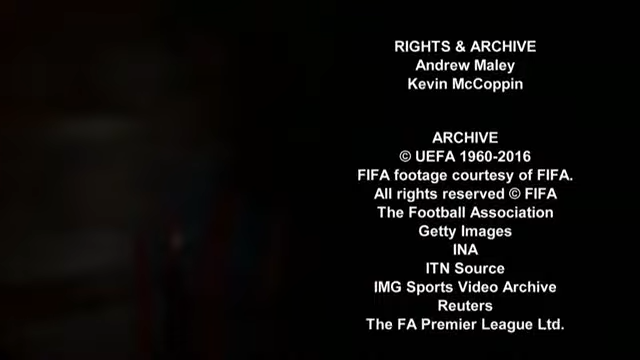 RIGHTS & ARCHIVE
Andrew Maley
Kevin McCoppin
ARCHIVE
© UEFA 1960-2016
FIFA footage courtesy of FIFA.
All rights reserved © FIFA
The Football Association
Getty Images
INA
ITN Source
IMG Sports Video Archive
Reuters
The FA Premier League Ltd.